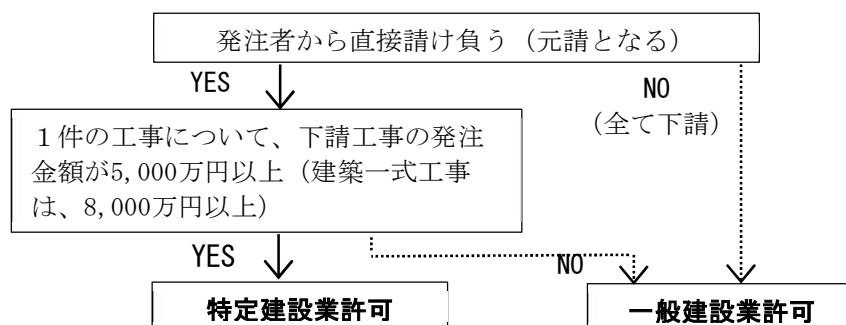 発注者から直接請け負う（元請となる）
YES
NO
（全て下請）
１件の工事について、下請工事の発注
金額が5,000万円以上（建築一式工事
は、8,000万円以上）
YES
NO
特定建設業許可
一般建設業許可